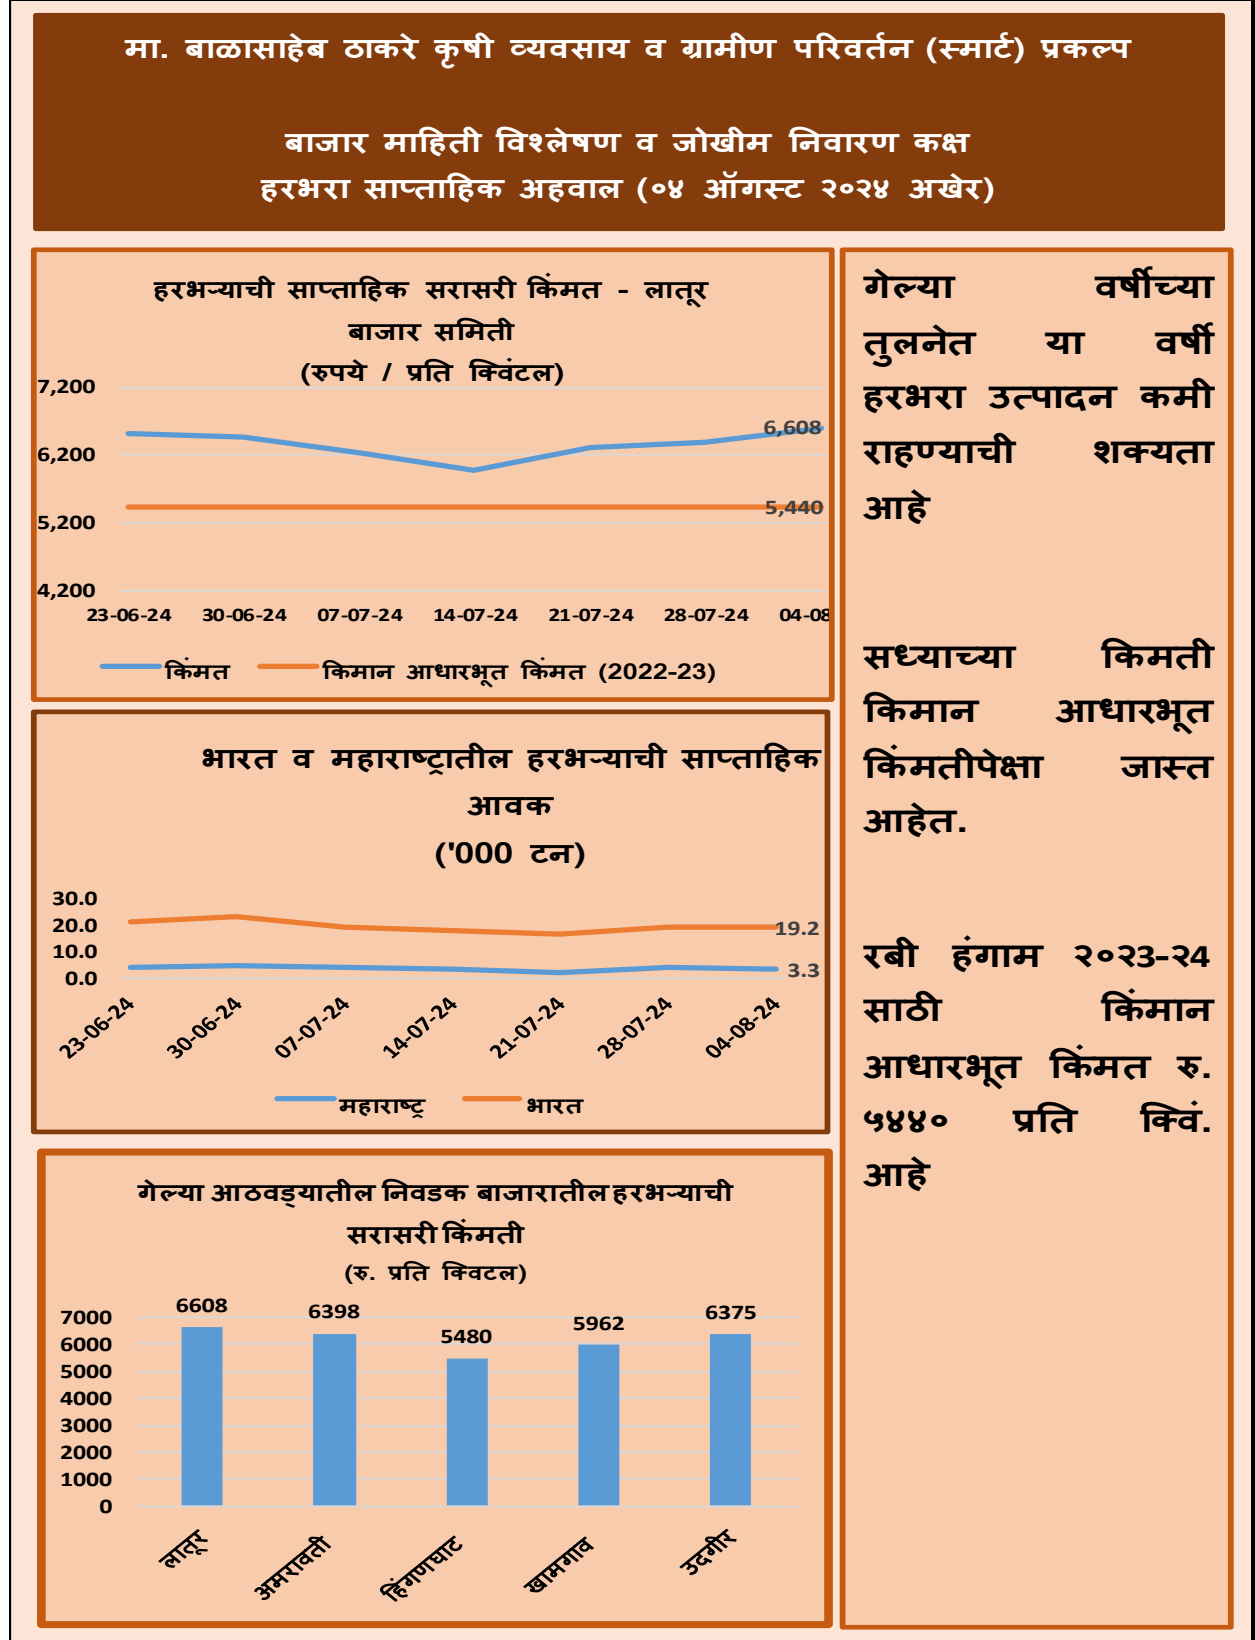 मा. बाळासाहेब ठाकरे कृषी व्यवसाय व ग्रामीण परिवर्तन (स्मार्ट) प्रकल्प
बाजार माहिती विश्लेषण व जोखीम निवारण कक्ष
हरभरा साप्ताहिक अहवाल (०४ ऑगस्ट २०२४ अखेर)
हरभऱ्याची साप्ताहिक सरासरी किंमत - लातूर
बाजार समिती
(रुपये / प्रति क्विंटल)
7,200
6,200
5,200
4,200
6,608
5,440
23-06-24 30-06-24 07-07-24 14-07-24 21-07-24 28-07-24 04-08
किंमत किमान आधारभूत किंमत (2022-23)
भारत व महाराष्ट्रातील हरभऱ्याची साप्ताहिक
आवक
('000 टन)
30.0
20.0
10.0
0.0
19.2
3.3
23-06-24 30-06-24 07-07-24 14-07-24 21-07-24 28-07-24 04-08-24
महाराष्ट्र भारत
गेल्या आठवड्यातील निवडक बाजारातील हरभऱ्याची
सरासरी किंमती
(रु. प्रति क्विटल)
7000
6000
5000
4000
3000
2000
1000
0
6608 6398 5480 5962 6375
लातूर अमरावती हिंगणघाट खामगाव उदगीर
गेल्या वर्षीच्या
तुलनेत या वर्षी
हरभरा उत्पादन कमी
राहण्याची शक्यता
आहे
सध्याच्या किमती
किमान आधारभूत
किंमतीपेक्षा जास्त
आहेत.
रबी हंगाम २०२3-२4
साठी किंमान
आधारभूत किंमत रु.
५४४० प्रति क्विं.
आहे